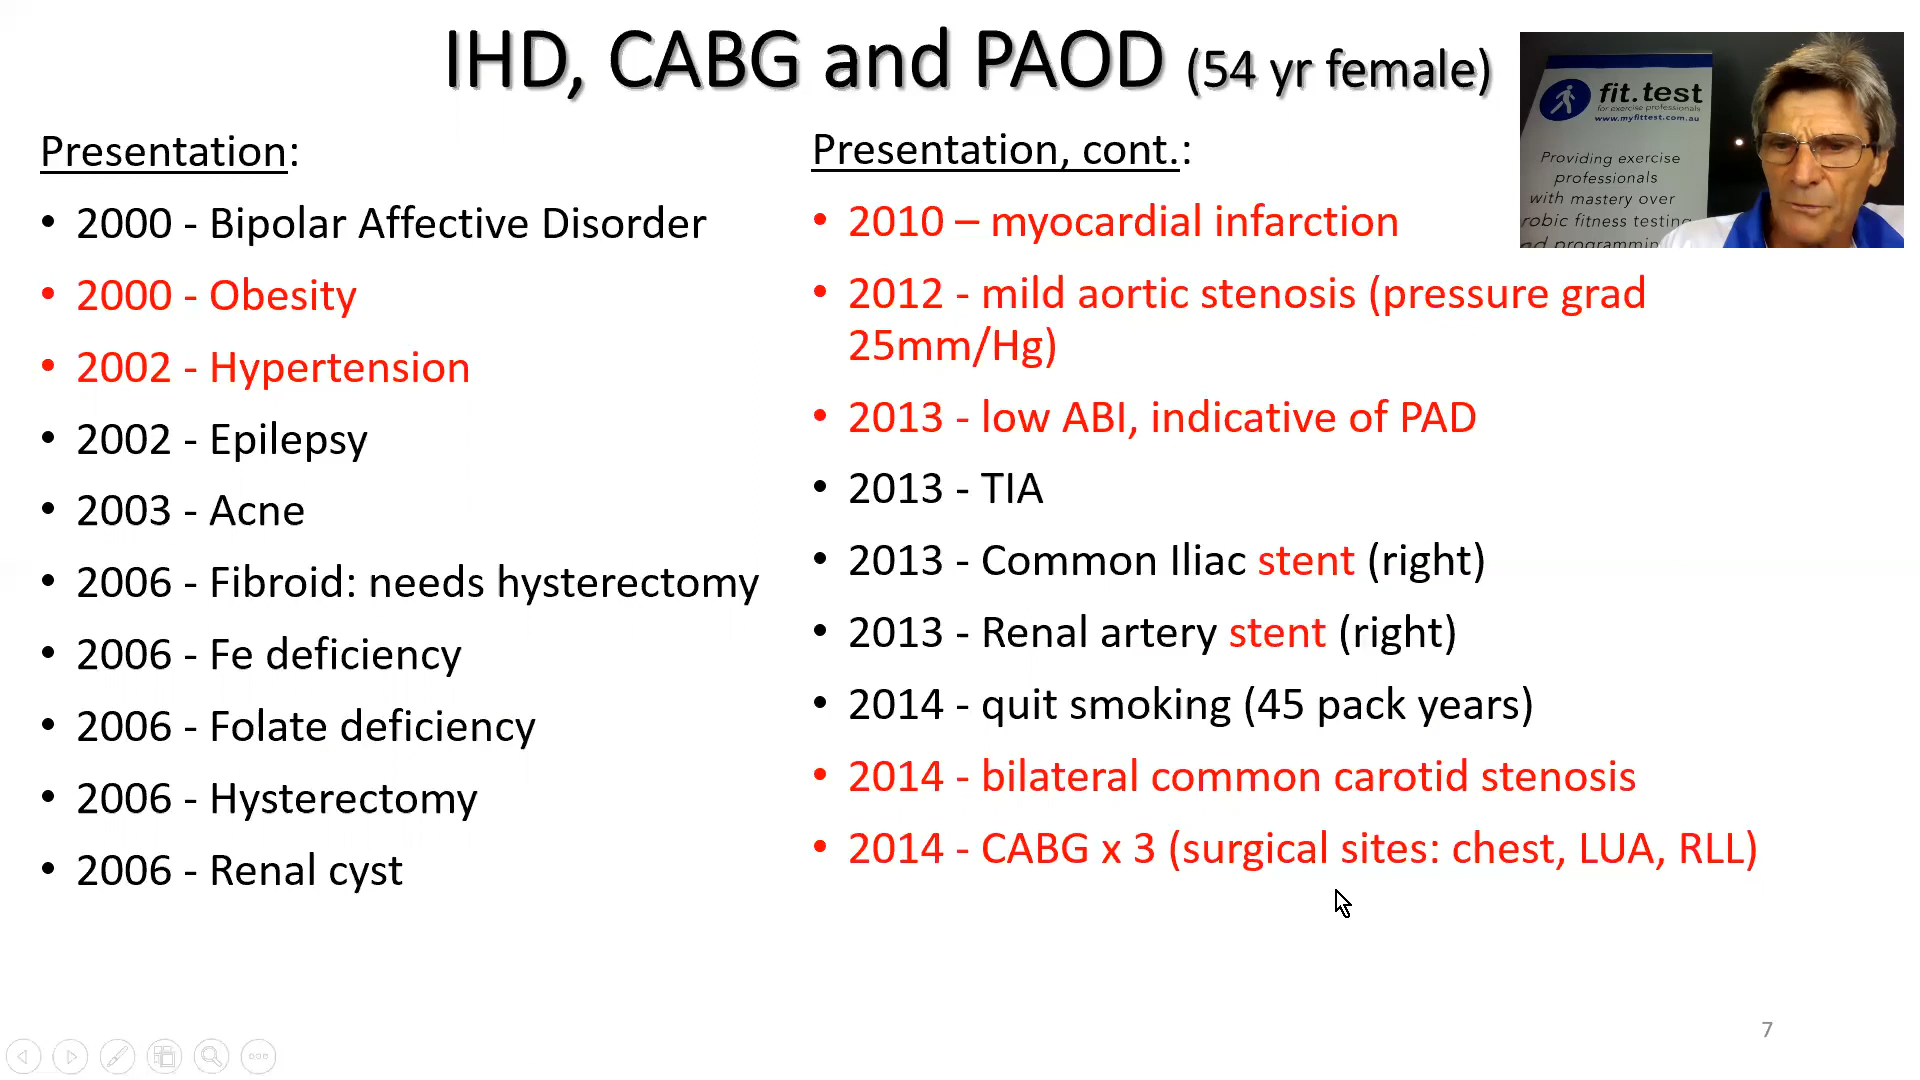 IHD, CABG and PAOD (54 yr female)
Presentation:
• 2000 - Bipolar Affective Disorder
• 2000 - Obesity
• 2002 - Hypertension
• 2002 - Epilepsy
• 2003 - Acne
• 2006 - Fibroid: needs hysterectomy
• 2006 - Fe deficiency
• 2006 - Folate deficiency
• 2006 - Hysterectomy
• 2006 - Renal cyst
Presentation, cont.:
• 2010 – myocardial infarction
• 2012 - mild aortic stenosis (pressure grad
25mm/Hg)
• 2013 - low ABI, indicative of PAD
• 2013 - TIA
• 2013 - Common Iliac stent (right)
• 2013 - Renal artery stent (right)
• 2014 - quit smoking (45 pack years)
• 2014 - bilateral common carotid stenosis
• 2014 - CABG x 3 (surgical sites: chest, LUA, RLL)
fit.test
for exercise professionals
www.myfittest.com.au
Providing exercise
professionals
with mastery over
robic fitness testing
nd programmin
7